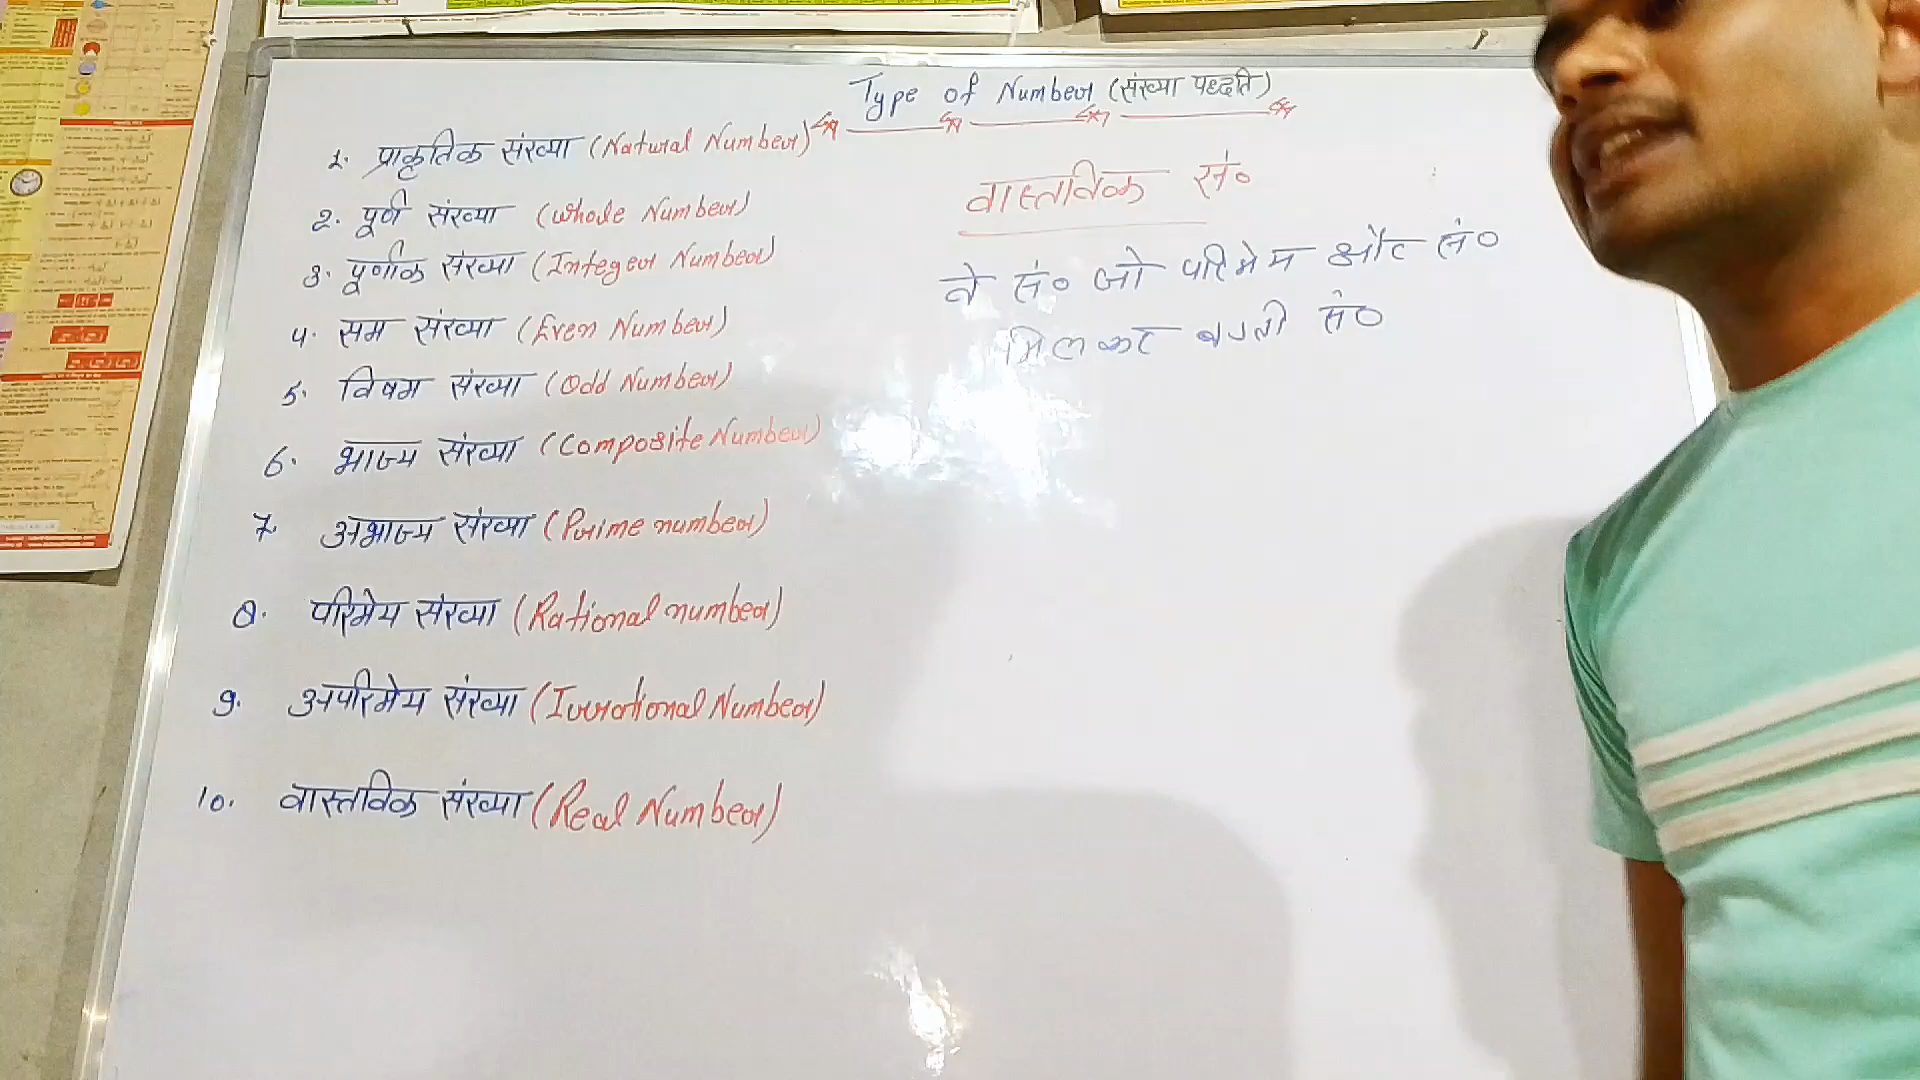 Type of Number (संख्या पध्दति)
1. प्राकृतिक संख्या (Natural Number)
2. पूर्ण संख्या (Whole Number)
3. पूर्णांक संख्या (Integer Number)
4. सम संख्या (Even Number)
5. विषम संख्या (Odd Number)
6. भाज्य संख्या (Composite Number)
7. अभाज्य संख्या (Prime number)
8. परिमेय संख्या (Rational number)
9. अपरिमेय संख्या (Irrational Number)
10. वास्तविक संख्या (Real Number)
वास्तविक सं०
वे सं० जो परिमेय और सं०
मिलकर बनती सं०